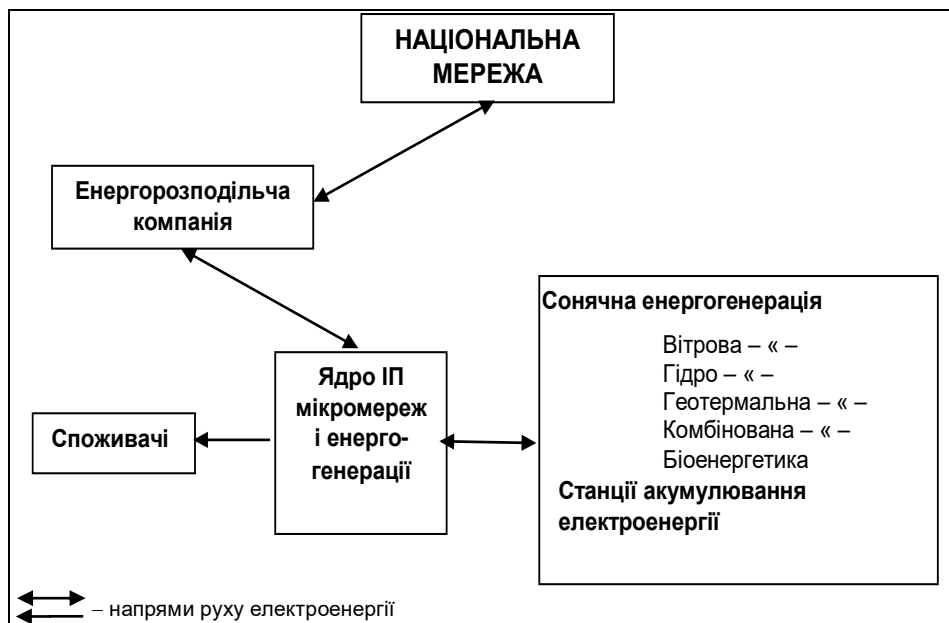 НАЦІОНАЛЬНА
МЕРЕЖА
Енергорозподільча
компанія
Сонячна енергогенерація
Вітрова – « –
Гідро – « –
Геотермальна – « –
Комбінована – « –
Біоенергетика
Станції акумулювання
електроенергії
Ядро ІП
мікромереж
і енерго-
генерації
Споживачі
– напрями руху електроенергії